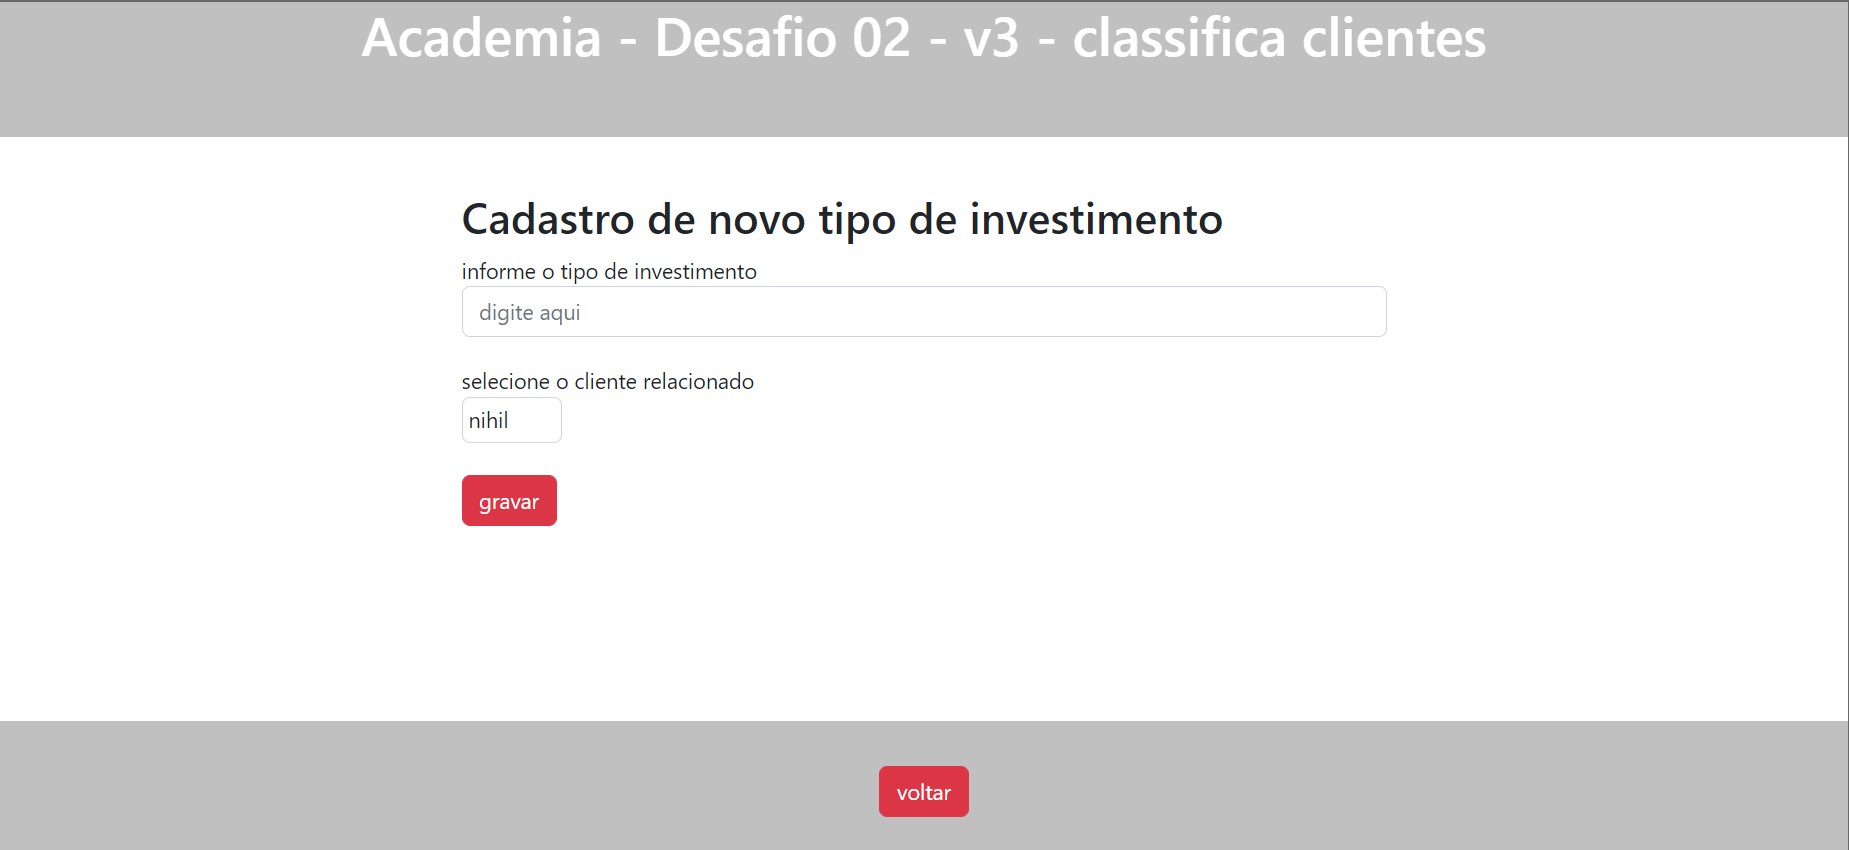 Academia - Desafio 02 - v3 - classifica clientes
Cadastro de novo tipo de investimento
informe o tipo de investimento
digite aqui
selecione o cliente relacionado
nihil
gravar
voltar